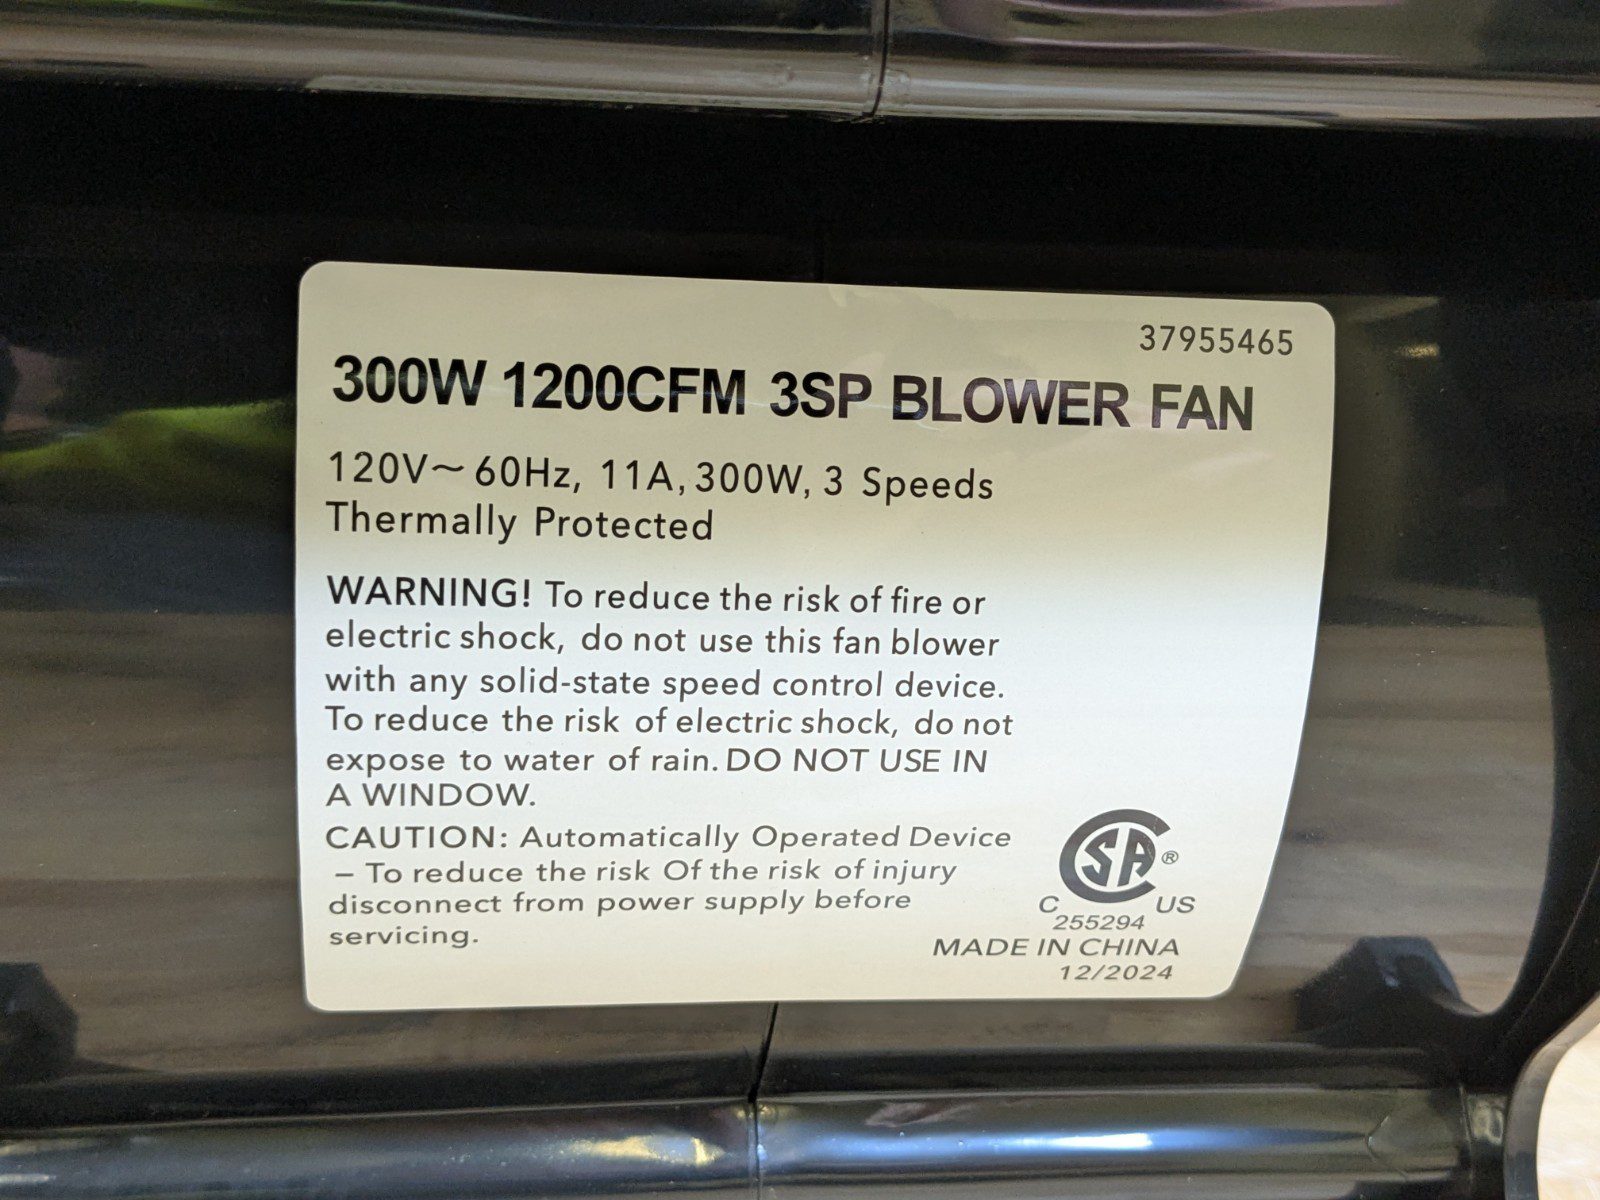 37955465
300W 1200CFM 3SP BLOWER FAN
120V~ 60Hz, 11A, 300W, 3 Speeds
Thermally Protected
WARNING! To reduce the risk of fire or
electric shock, do not use this fan blower
with any solid-state speed control device.
To reduce the risk of electric shock, do not
expose to water of rain. DO NOT USE IN
A WINDOW.
CAUTION: Automatically Operated Device
– To reduce the risk Of the risk of injury
disconnect from power supply before
servicing.
CSA®
C US
255294
MADE IN CHINA
12/2024